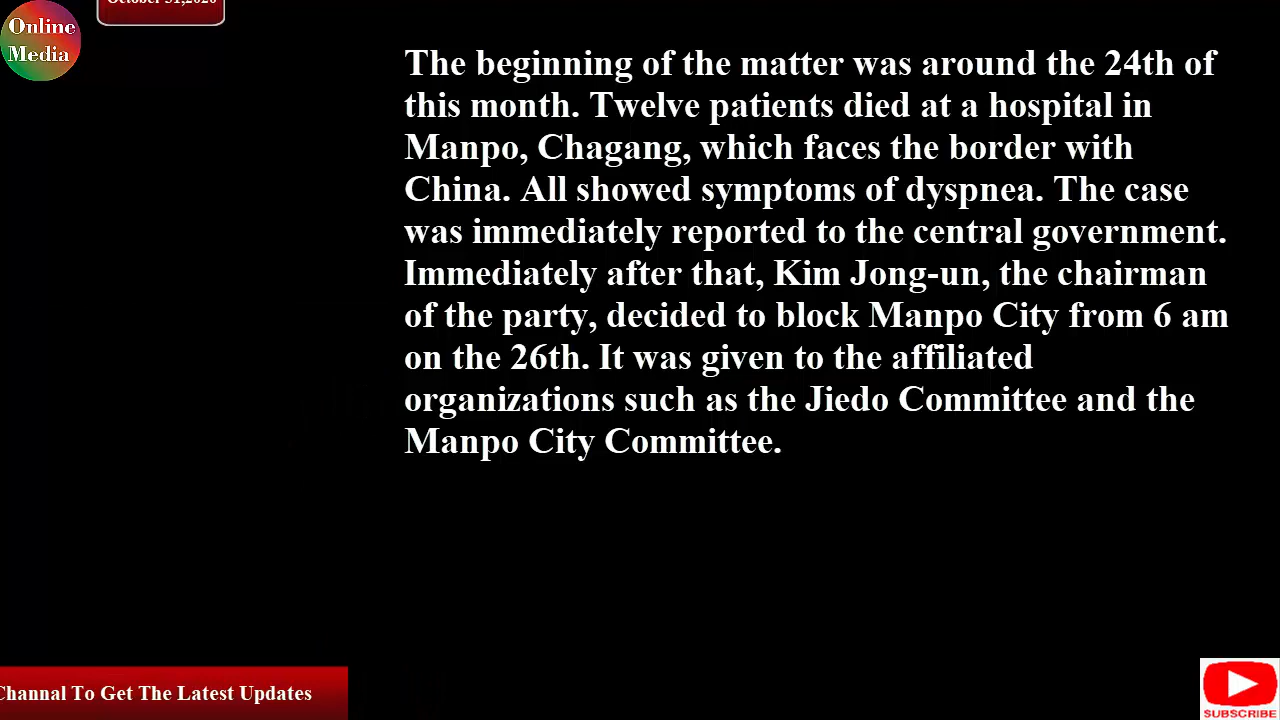 October 31,2020
Online
Media
The beginning of the matter was around the 24th of
this month. Twelve patients died at a hospital in
Manpo, Chagang, which faces the border with
China. All showed symptoms of dyspnea. The case
was immediately reported to the central government.
Immediately after that, Kim Jong-un, the chairman
of the party, decided to block Manpo City from 6 am
on the 26th. It was given to the affiliated
organizations such as the Jiedo Committee and the
Manpo City Committee.
Channal To Get The Latest Updates
SUBSCRIBE